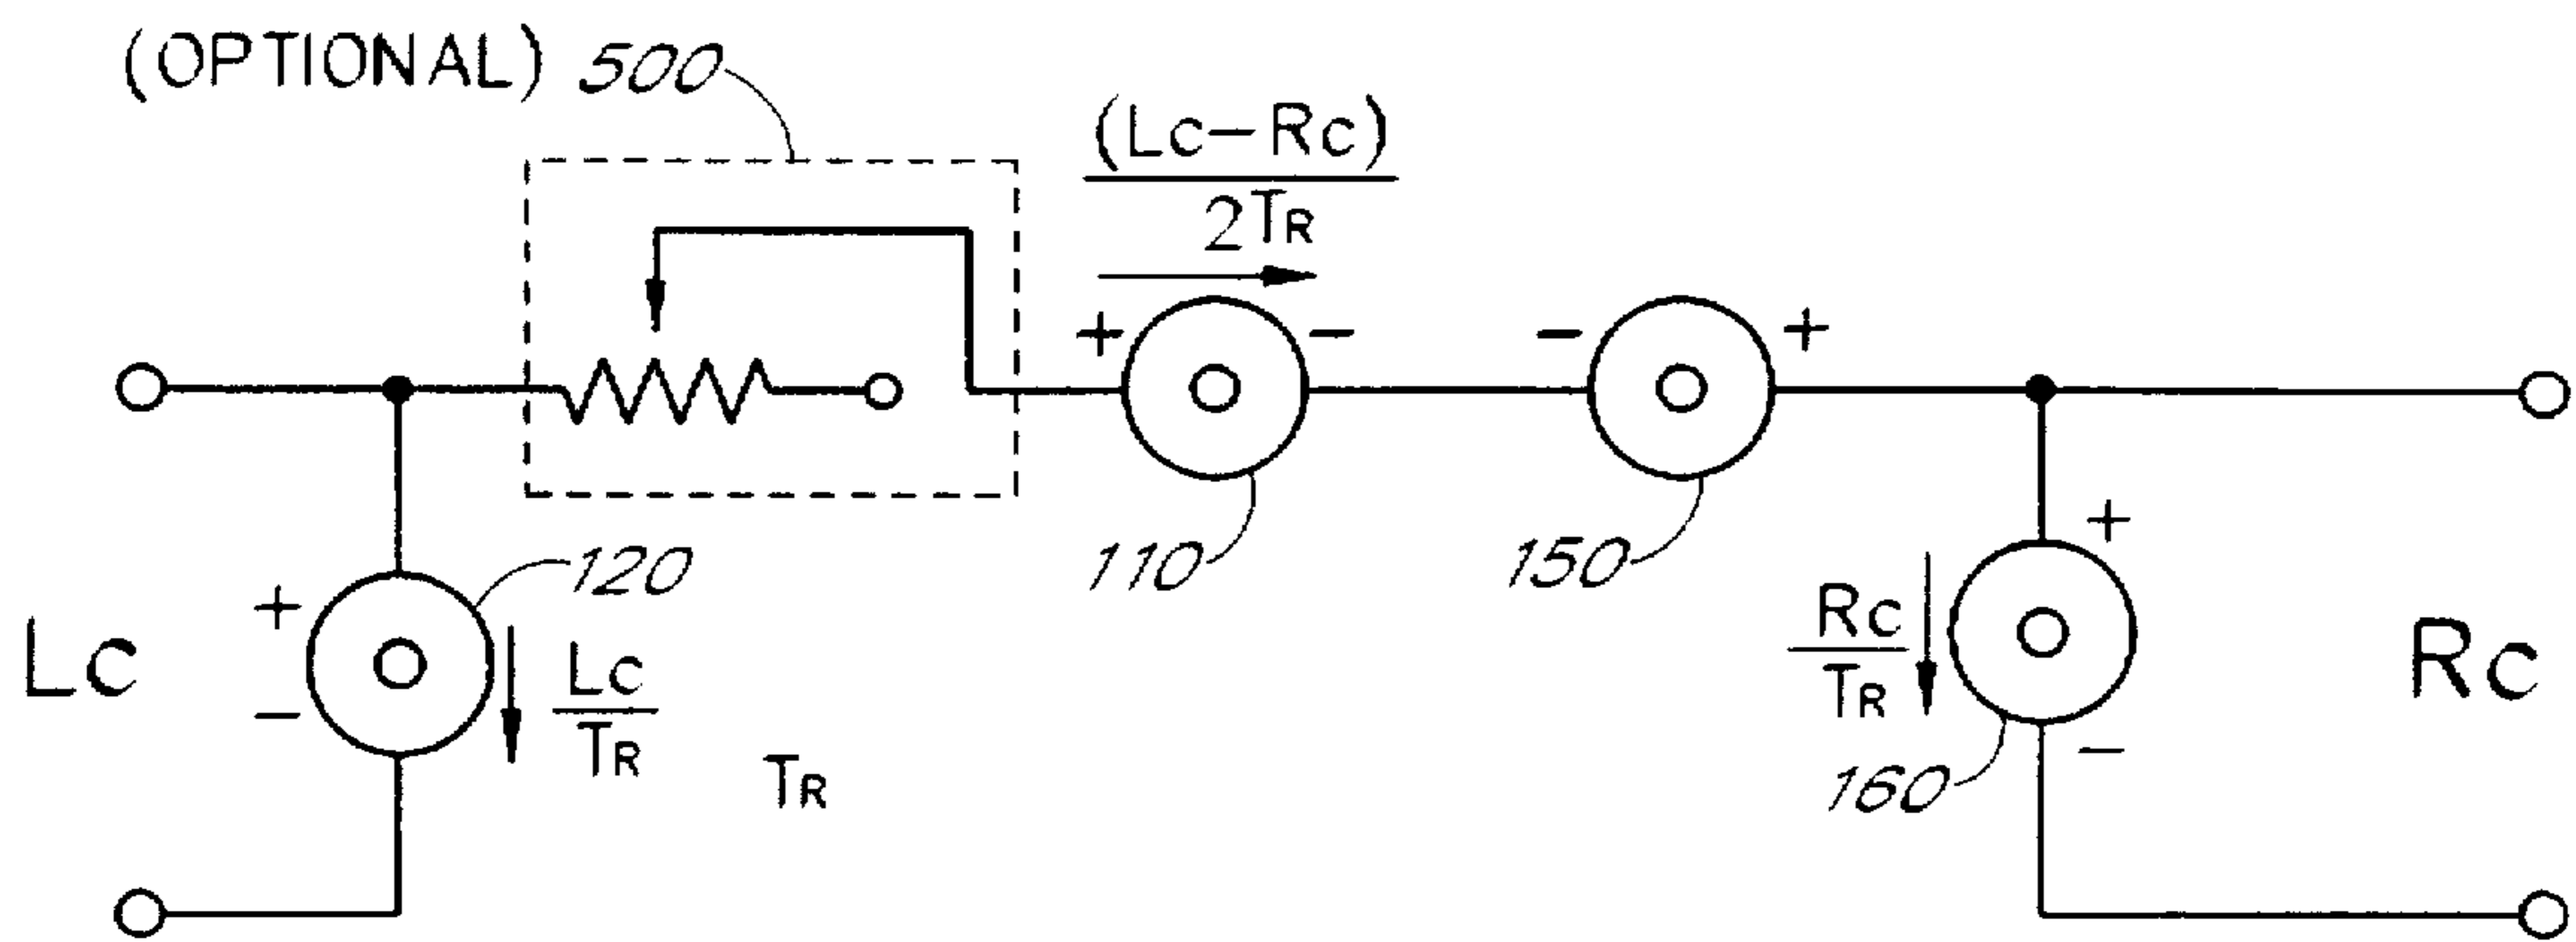 (OPTIONAL) 500
(Lc-Rc)
2TR
+ - - +
110
150
120
+
-
Lc
Lc
TR
TR
+
-
Rc
TR
160
Rc